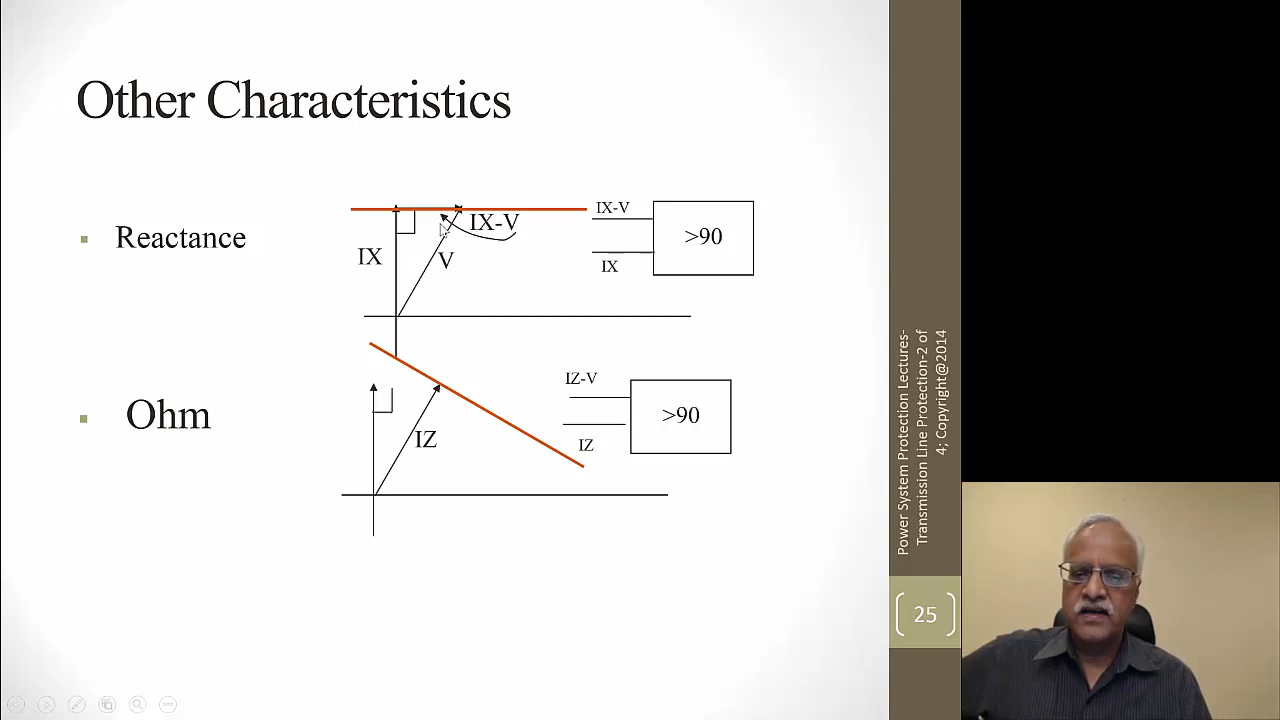 Other Characteristics
Reactance
IX
V
IX-V
IX-V
IX
>90
Ohm
IZ
IZ-V
IZ
>90
Power System Protection Lectures-
Transmission Line Protection-2 of
4; Copyright@2014
25